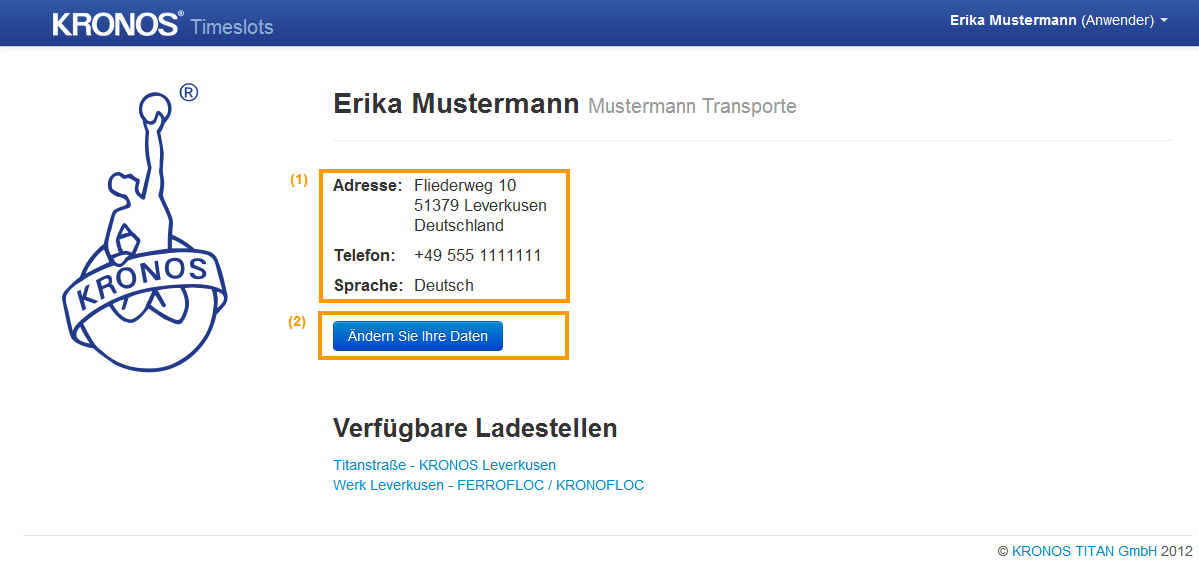 KRONOS® Timeslots
Erika Mustermann (Anwender)
®
KRONOS
Erika Mustermann Mustermann Transporte
(1)
Adresse: Fliederweg 10
51379 Leverkusen
Deutschland
Telefon: +49 555 1111111
Sprache: Deutsch
(2)
Ändern Sie Ihre Daten
Verfügbare Ladestellen
Titanstraße - KRONOS Leverkusen
Werk Leverkusen - FERROFLOC / KRONOFLOC
© KRONOS TITAN GmbH 2012